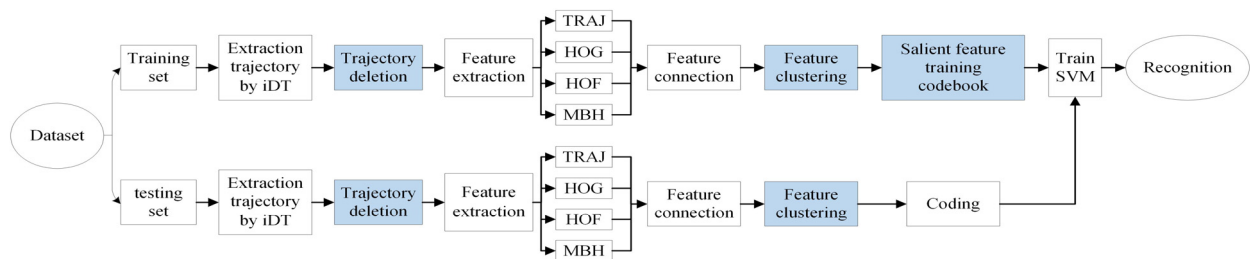 Dataset
Training
set
Extraction
trajectory
by iDT
Trajectory
deletion
Feature
extraction
TRAJ
HOG
HOF
MBH
Feature
connection
Feature
clustering
Salient feature
training
codebook
Train
SVM
Recognition
testing
set
Extraction
trajectory
by iDT
Trajectory
deletion
Feature
extraction
TRAJ
HOG
HOF
MBH
Feature
connection
Feature
clustering
Coding